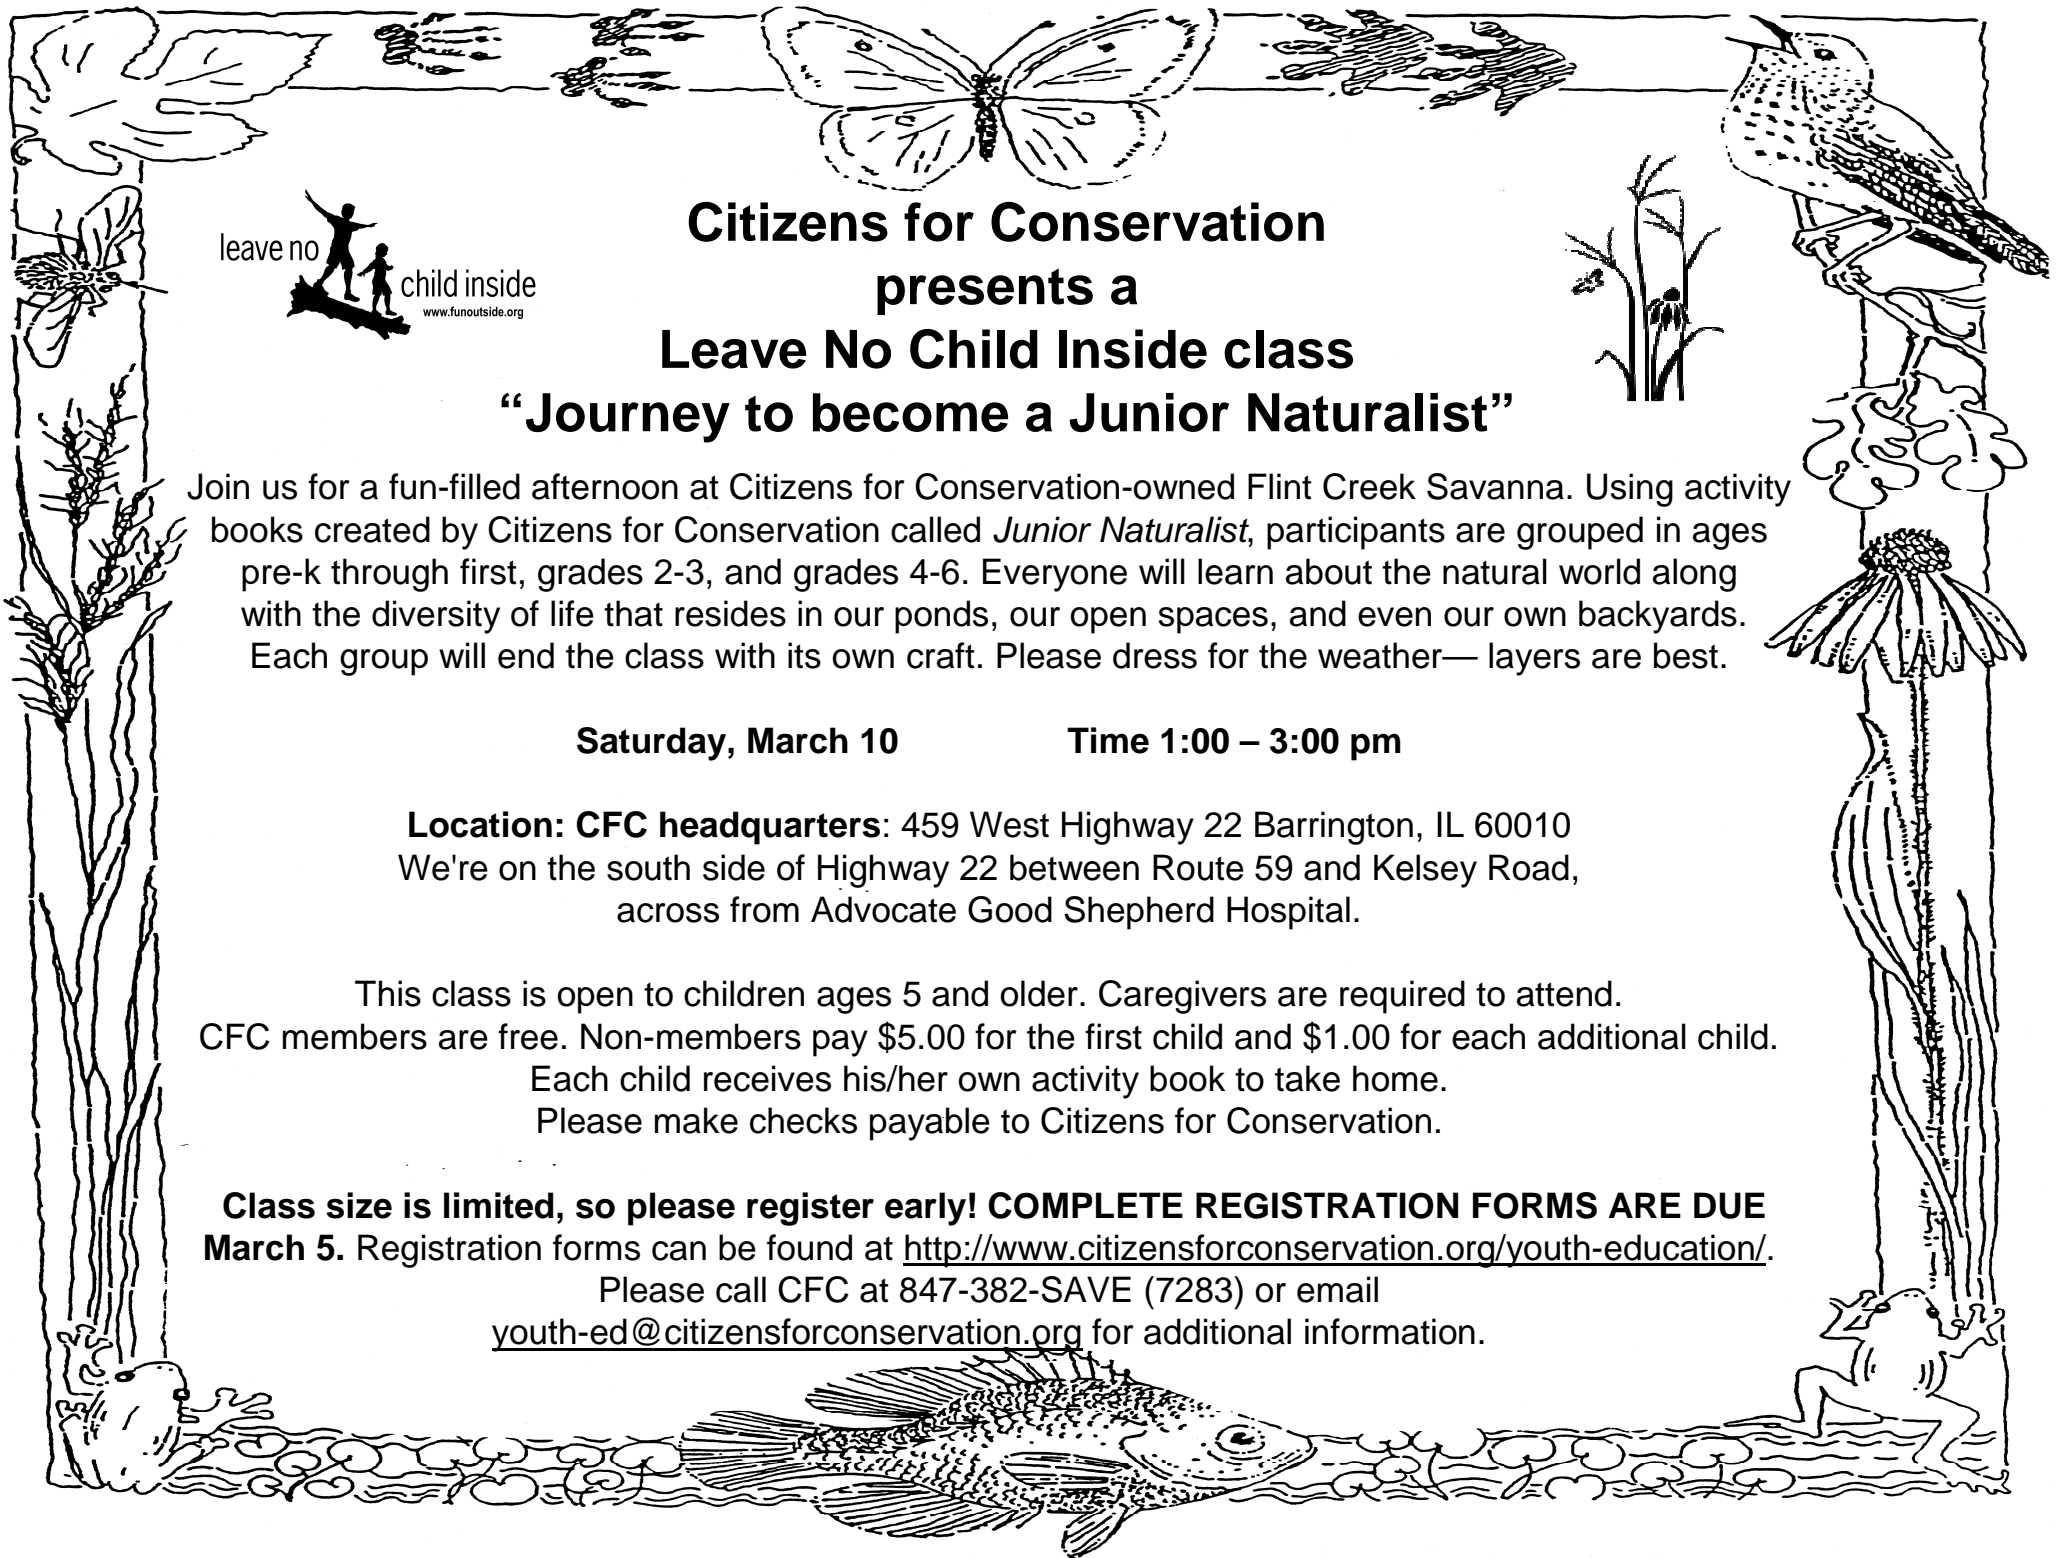 leave no
child inside
www.funoutside.org
Citizens for Conservation
presents a
Leave No Child Inside class
“Journey to become a Junior Naturalist”
Join us for a fun-filled afternoon at Citizens for Conservation-owned Flint Creek Savanna. Using activity
books created by Citizens for Conservation called Junior Naturalist, participants are grouped in ages
pre-k through first, grades 2-3, and grades 4-6. Everyone will learn about the natural world along
with the diversity of life that resides in our ponds, our open spaces, and even our own backyards.
Each group will end the class with its own craft. Please dress for the weather— layers are best.
Saturday, March 10 Time 1:00 – 3:00 pm
Location: CFC headquarters: 459 West Highway 22 Barrington, IL 60010
We're on the south side of Highway 22 between Route 59 and Kelsey Road,
across from Advocate Good Shepherd Hospital.
This class is open to children ages 5 and older. Caregivers are required to attend.
CFC members are free. Non-members pay $5.00 for the first child and $1.00 for each additional child.
Each child receives his/her own activity book to take home.
Please make checks payable to Citizens for Conservation.
Class size is limited, so please register early! COMPLETE REGISTRATION FORMS ARE DUE
March 5. Registration forms can be found at http://www.citizensforconservation.org/youth-education/.
Please call CFC at 847-382-SAVE (7283) or email
youth-ed@citizensforconservation.org for additional information.